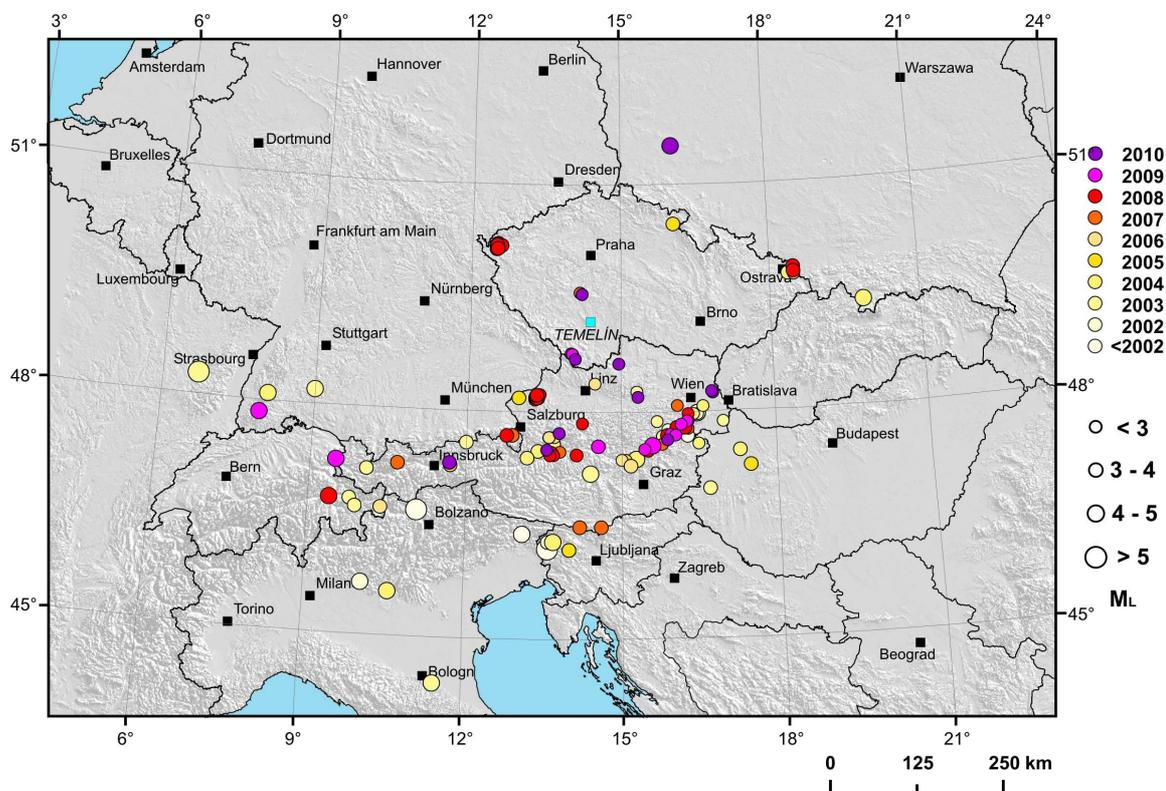 3° 6° 9° 12° 15° 18° 21° 24°
Amsterdam
Hannover
Berlin
Warszawa
Dortmund
51°
51°
Bruxelles
Dresden
2010
2009
2008
2007
2006
2005
2004
2003
2002
<2002
Frankfurt am Main
Praha
Luxembourg
Ostrava
Nürnberg
Brno
TEMELÍN
Stuttgart
Strasbourg
48°
48°
München
Linz
Wien
Bratislava
Salzburg
Budapest
< 3
Innsbruck
Bern
Graz
3 - 4
Bolzano
4 - 5
Ljubljana
> 5
Zagreb
Milan
ML
45°
45°
Torino
Beograd
Bologn
6° 9° 12° 15° 18° 21°
0 125 250 km